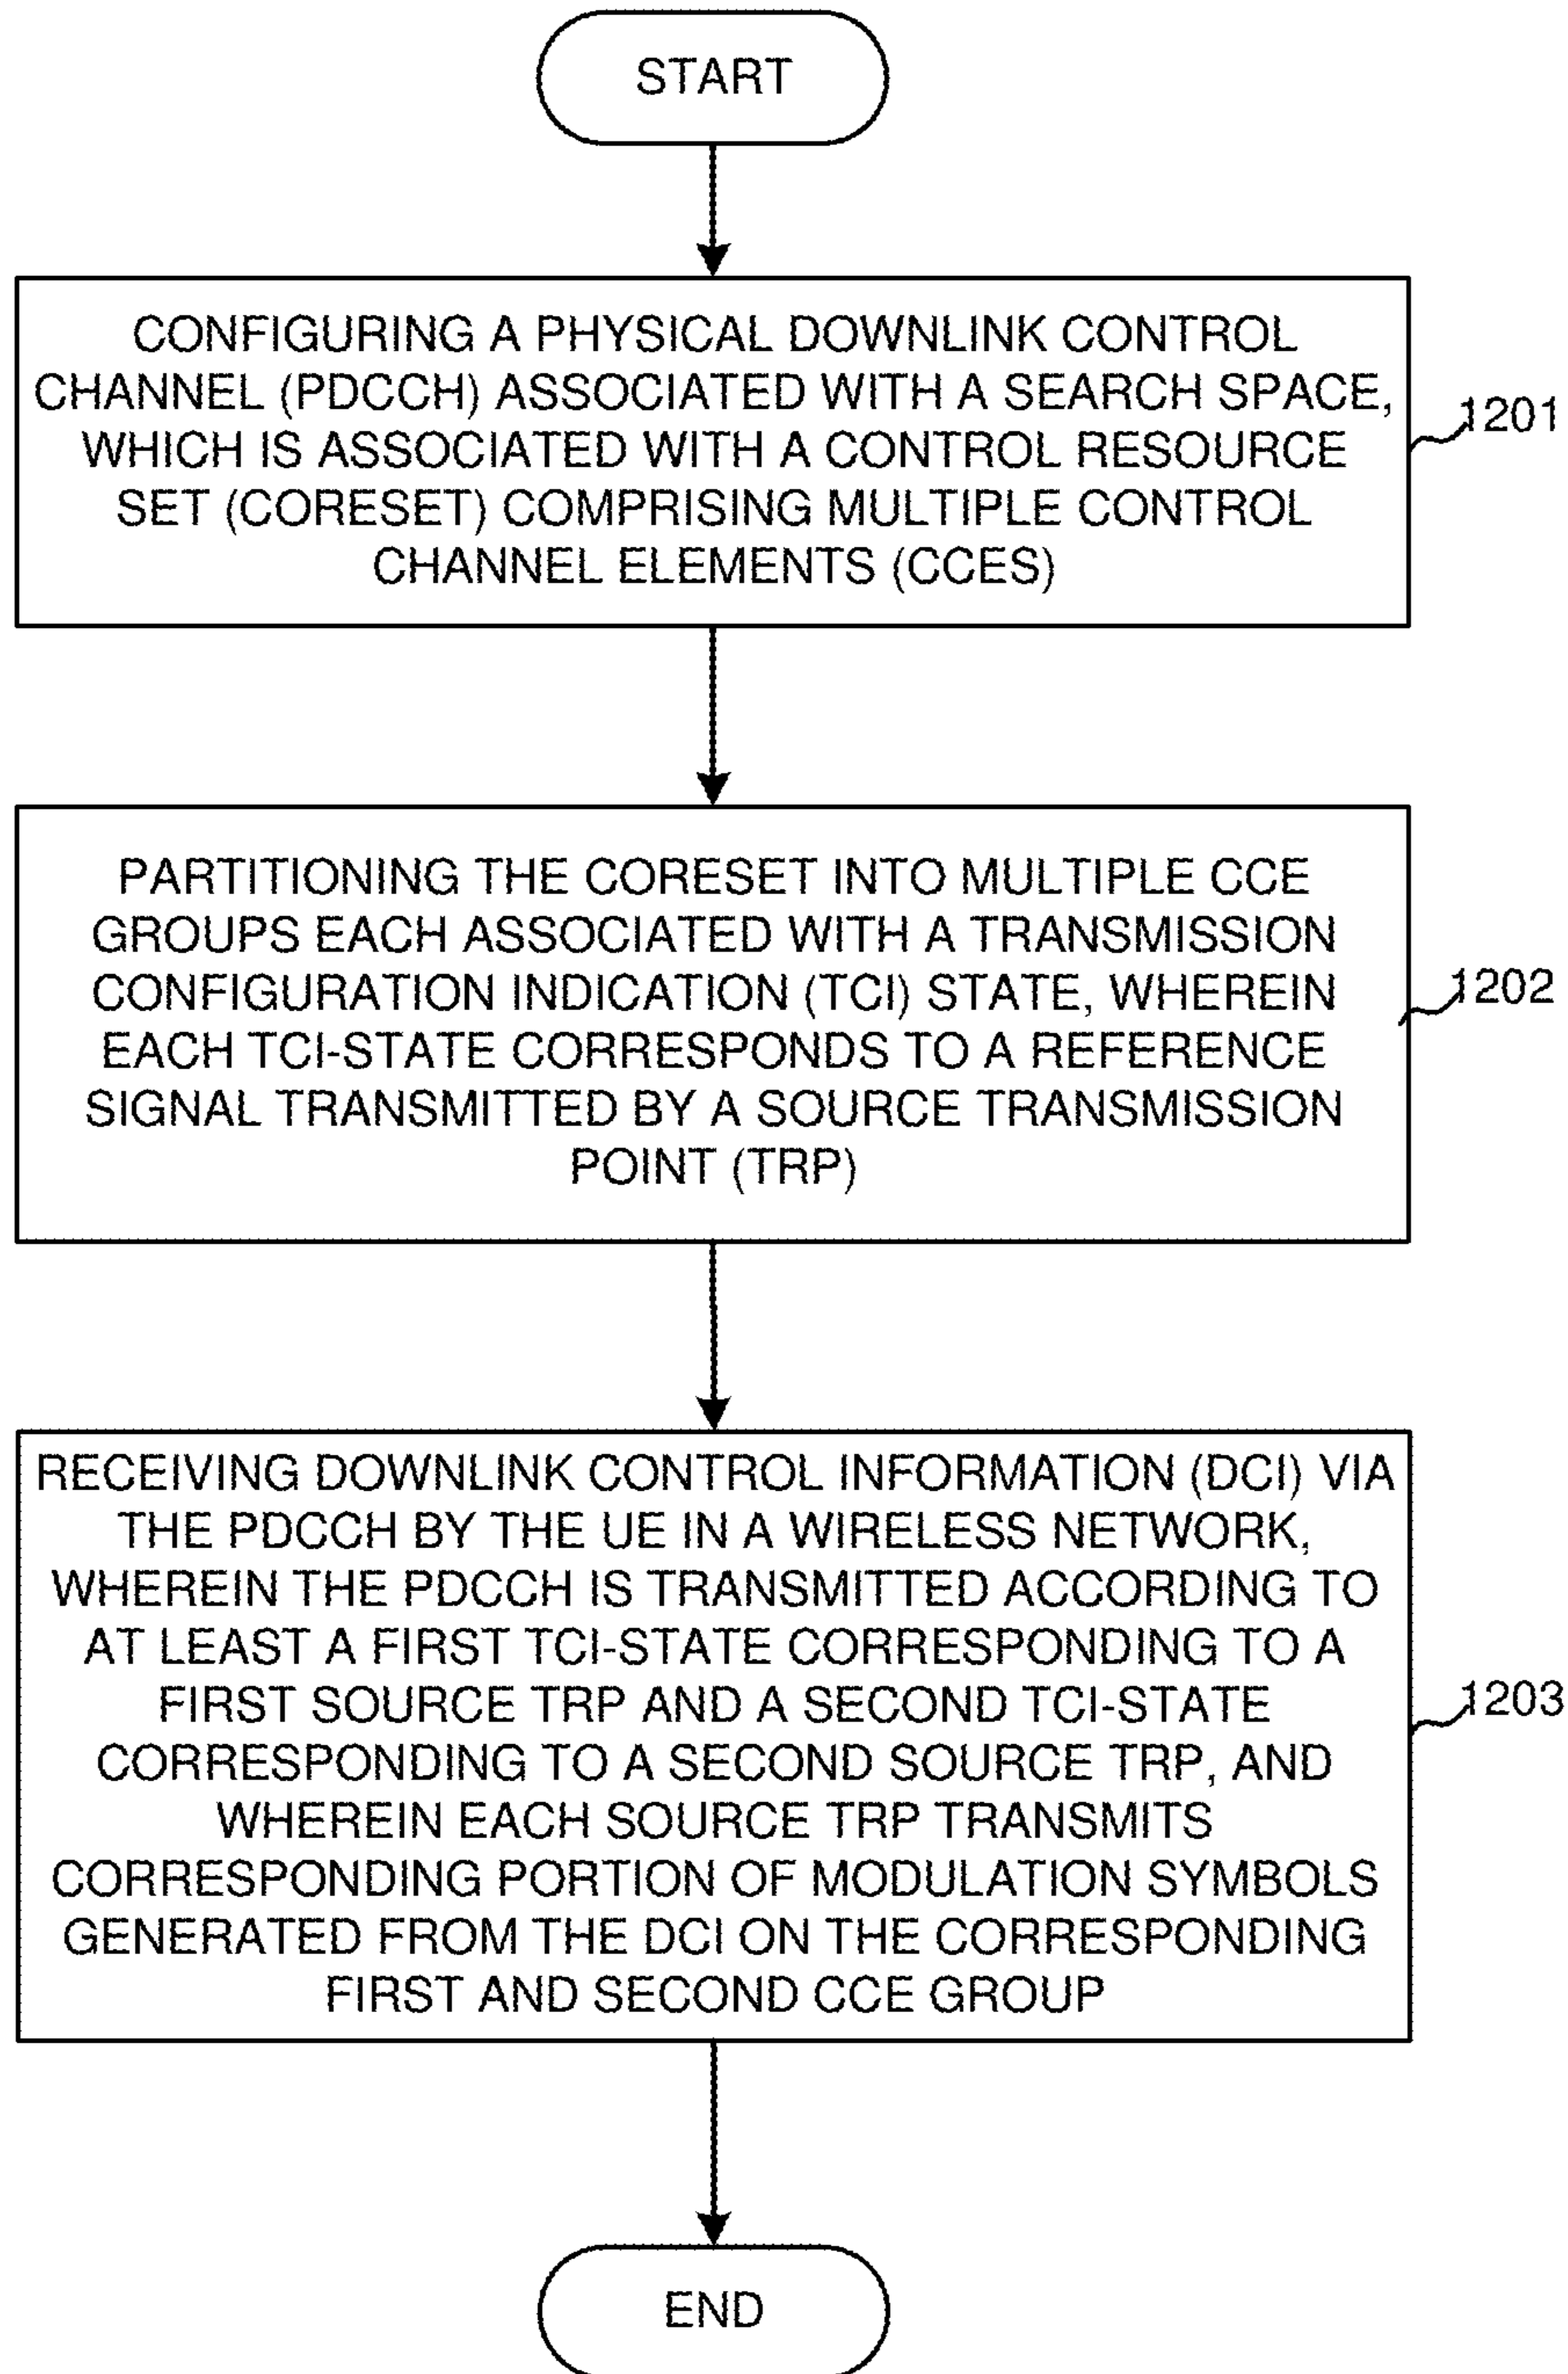 START
CONFIGURING A PHYSICAL DOWNLINK CONTROL
CHANNEL (PDCCH) ASSOCIATED WITH A SEARCH SPACE,
WHICH IS ASSOCIATED WITH A CONTROL RESOURCE
SET (CORESET) COMPRISING MULTIPLE CONTROL
CHANNEL ELEMENTS (CCES)
1201
PARTITIONING THE CORESET INTO MULTIPLE CCE
GROUPS EACH ASSOCIATED WITH A TRANSMISSION
CONFIGURATION INDICATION (TCI) STATE, WHEREIN
EACH TCI-STATE CORRESPONDS TO A REFERENCE
SIGNAL TRANSMITTED BY A SOURCE TRANSMISSION
POINT (TRP)
1202
RECEIVING DOWNLINK CONTROL INFORMATION (DCI) VIA
THE PDCCH BY THE UE IN A WIRELESS NETWORK,
WHEREIN THE PDCCH IS TRANSMITTED ACCORDING TO
AT LEAST A FIRST TCI-STATE CORRESPONDING TO A
FIRST SOURCE TRP AND A SECOND TCI-STATE
CORRESPONDING TO A SECOND SOURCE TRP, AND
WHEREIN EACH SOURCE TRP TRANSMITS
CORRESPONDING PORTION OF MODULATION SYMBOLS
GENERATED FROM THE DCI ON THE CORRESPONDING
FIRST AND SECOND CCE GROUP
1203
END